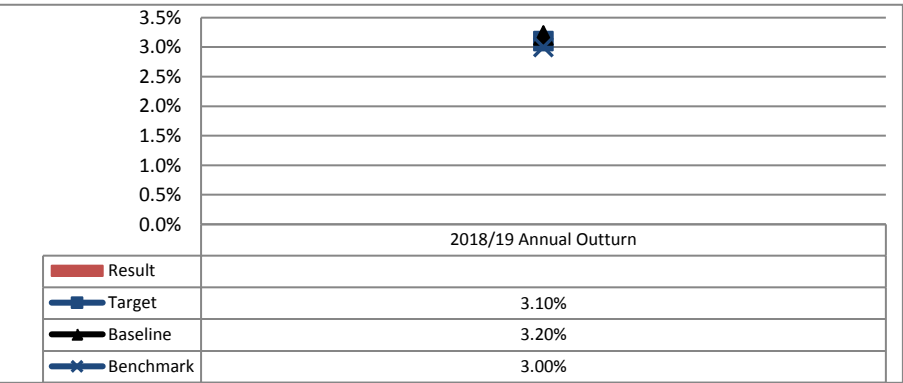 3.5%
3.0%
2.5%
2.0%
1.5%
1.0%
0.5%
0.0%
2018/19 Annual Outturn
Result
Target 3.10%
Baseline 3.20%
Benchmark 3.00%